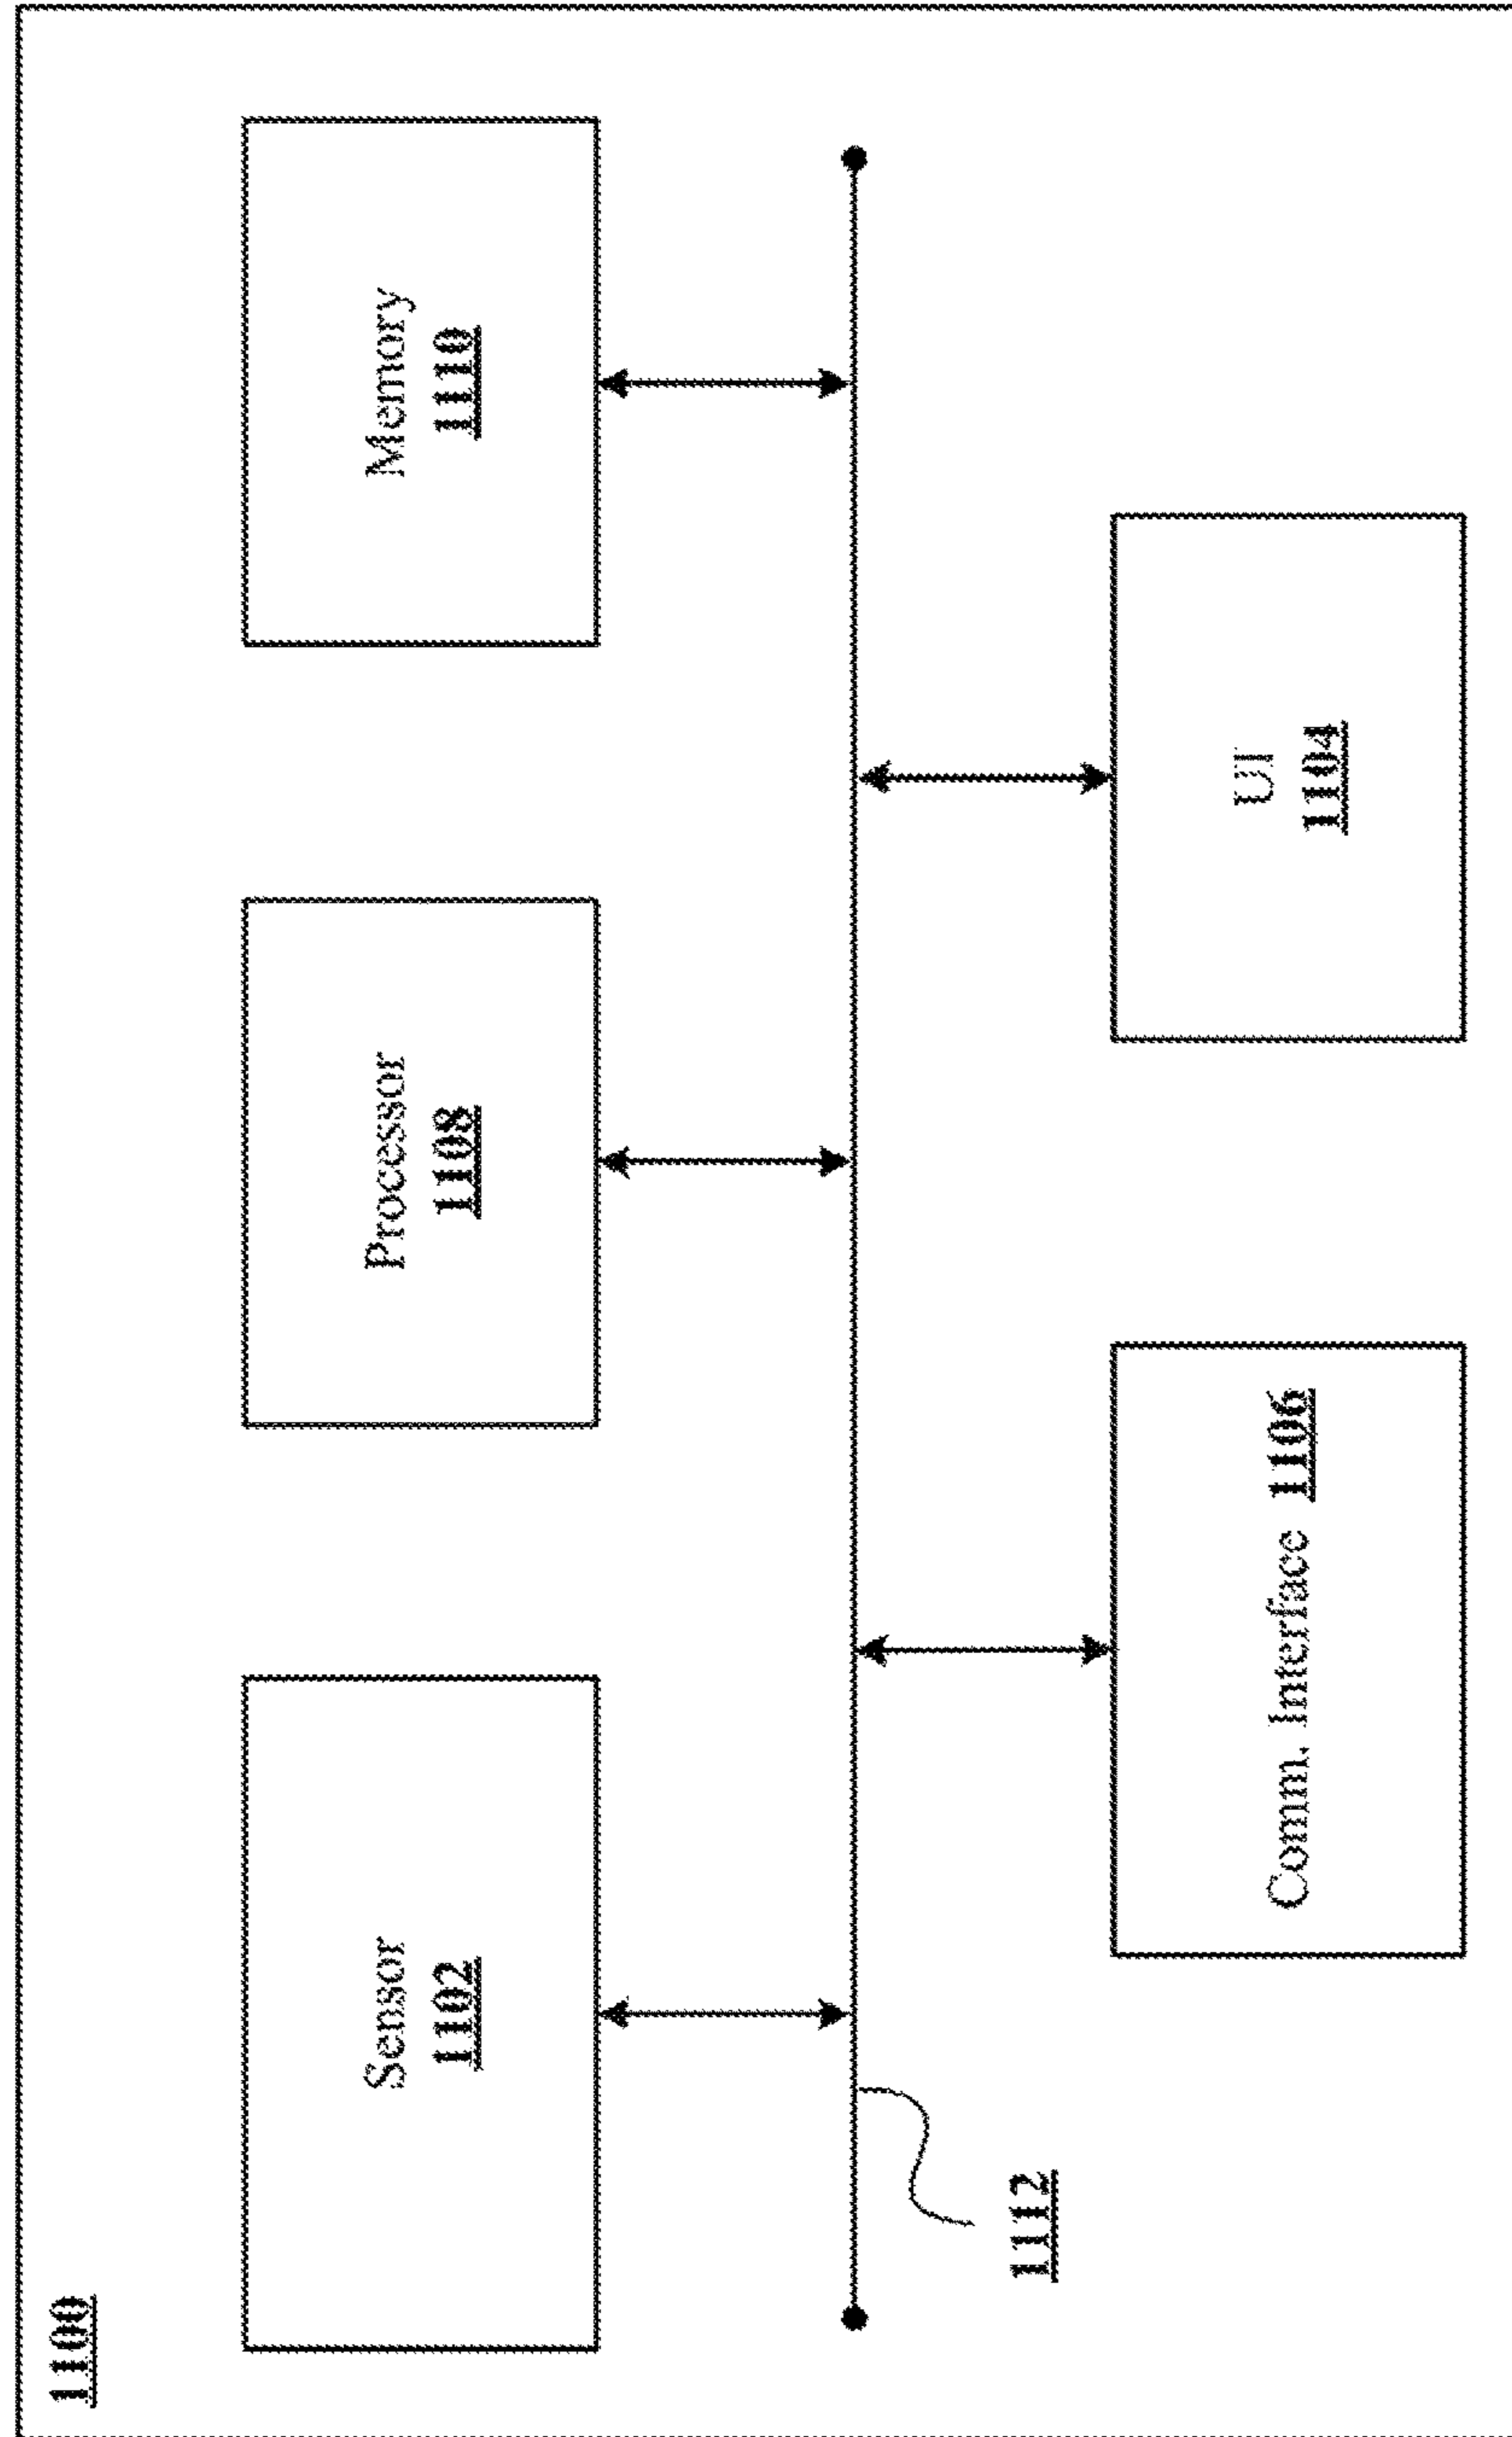 1100
Sensor
1102
Processor
1108
Memory
1110
1112
Comm. Interface 1106
UI
1104